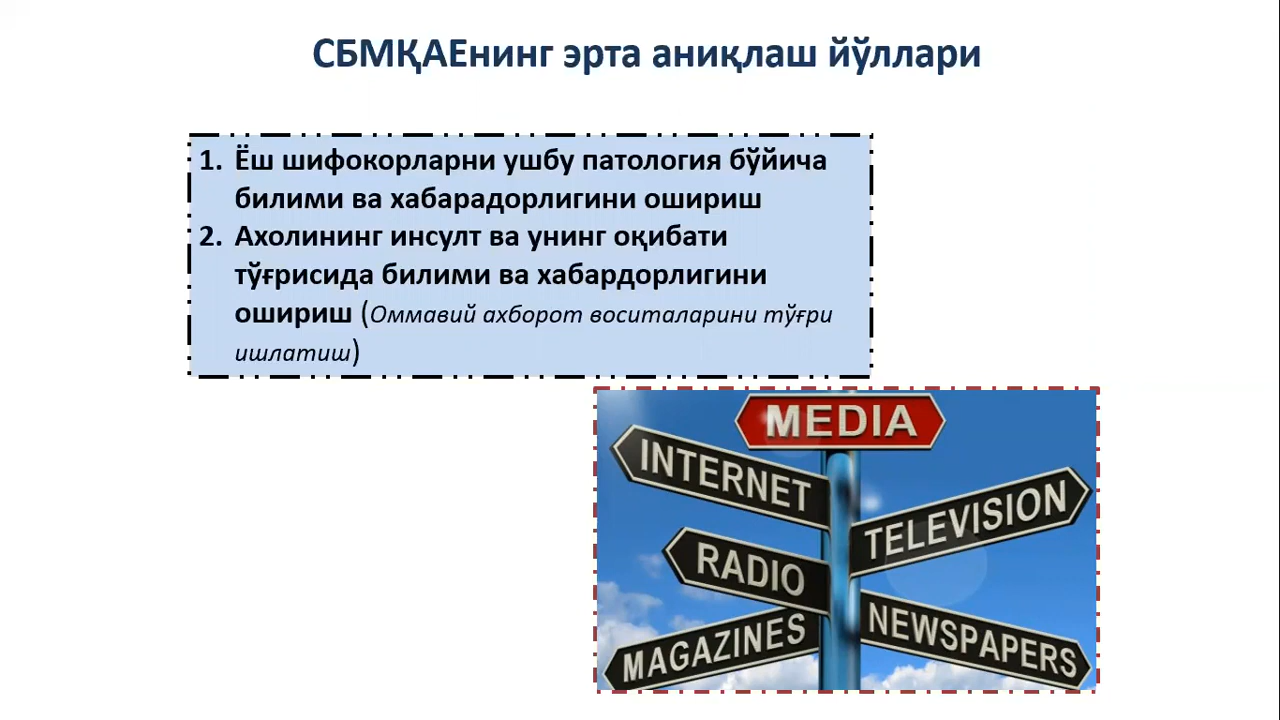 СБМҚАЕнинг эрта аниқлаш йўллари
1. Ёш шифокорларни ушбу патология бўйича
билими ва хабарадорлигини ошириш
2. Ахолининг инсулт ва унинг оқибати
тўғрисида билими ва хабардорлигини
ошириш (Оммавий ахборот воситаларини тўғри
ишлатиш)
MEDIA
INTERNET
TELEVISION
RADIO
NEWSPAPERS
MAGAZINES